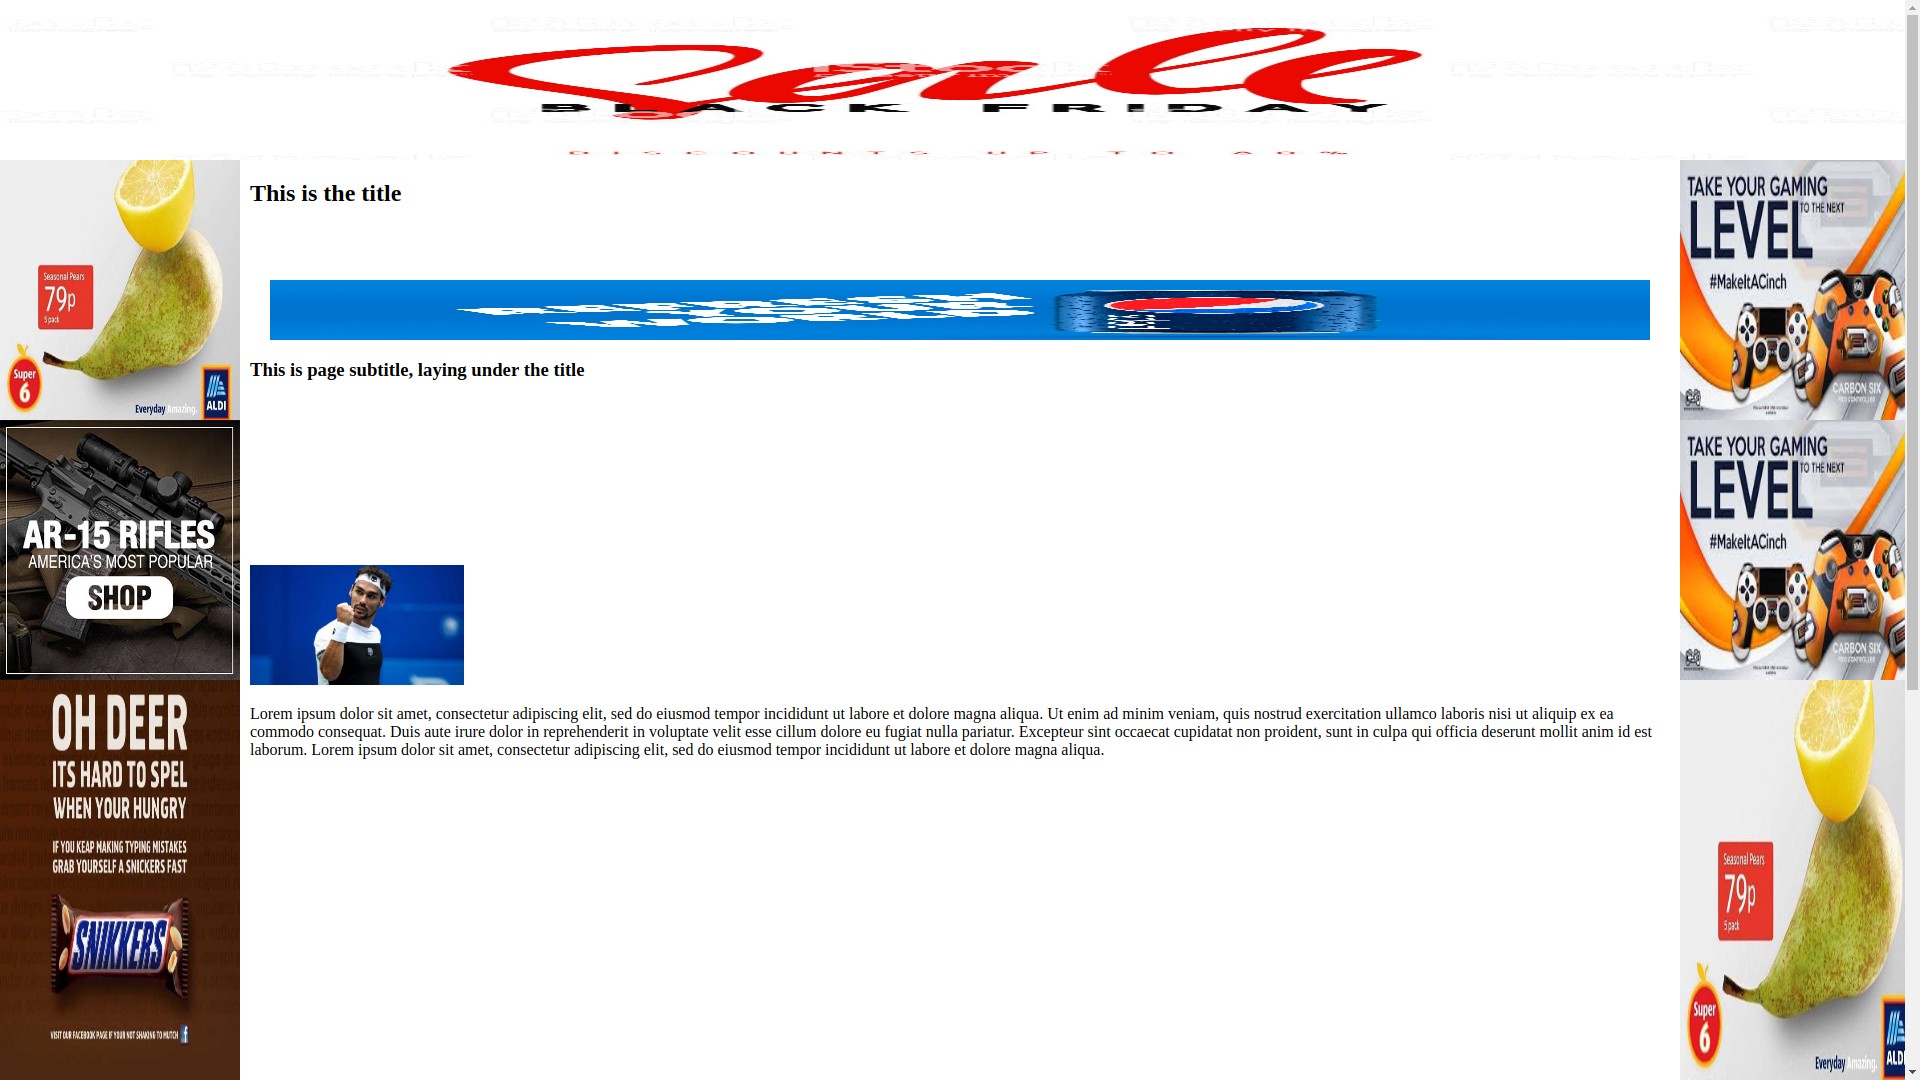 Sale
BLACK FRIDAY
DISCOUNTS UP TO 80%
Seasonal Pears
79p
5 pack
Super
6
Everyday Amazing.
ALDI
This is the title
This is page subtitle, laying under the title
AR-15 RIFLES
AMERICA'S MOST POPULAR
SHOP
OH DEER
ITS HARD TO SPEL
WHEN YOUR HUNGRY
IF YOU KEAP MAKING TYPING MISTAKES
GRAB YOURSELF A SNICKERS FAST
SNIKKERS
VISIT OUR FACEBOOK PAGE IF YOUR NOT SHAKING TO MUTCH
Lorem ipsum dolor sit amet, consectetur adipiscing elit, sed do eiusmod tempor incididunt ut labore et dolore magna aliqua. Ut enim ad minim veniam, quis nostrud exercitation ullamco laboris nisi ut aliquip ex ea
commodo consequat. Duis aute irure dolor in reprehenderit in voluptate velit esse cillum dolore eu fugiat nulla pariatur. Excepteur sint occaecat cupidatat non proident, sunt in culpa qui officia deserunt mollit anim id est
laborum. Lorem ipsum dolor sit amet, consectetur adipiscing elit, sed do eiusmod tempor incididunt ut labore et dolore magna aliqua.
TAKE YOUR GAMING
LEVEL TO THE NEXT
#MakeItACinch
CARBON SIX
TAKE YOUR GAMING
LEVEL TO THE NEXT
#MakeItACinch
CARBON SIX
Seasonal Pears
79p
5 pack
Super
6
Everyday Amazing.
ALDI